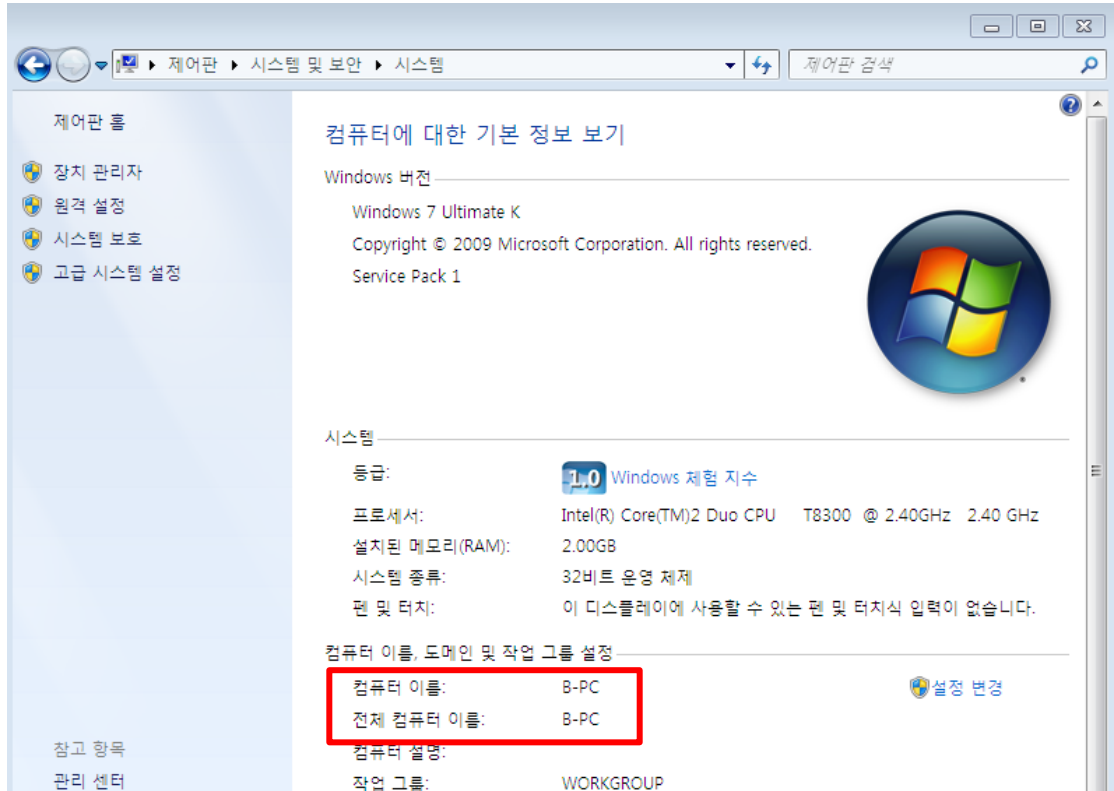 제어판 ▶ 시스템 및 보안 ▶ 시스템
제어판 검색
제어판 홈
장치 관리자
원격 설정
시스템 보호
고급 시스템 설정
참고 항목
관리 센터
컴퓨터에 대한 기본 정보 보기
Windows 버전
Windows 7 Ultimate K
Copyright © 2009 Microsoft Corporation. All rights reserved.
Service Pack 1
시스템
등급: 1.0 Windows 체험 지수
프로세서: Intel(R) Core(TM)2 Duo CPU T8300 @ 2.40GHz 2.40 GHz
설치된 메모리(RAM): 2.00GB
시스템 종류: 32비트 운영 체제
펜 및 터치: 이 디스플레이에 사용할 수 있는 펜 및 터치식 입력이 없습니다.
컴퓨터 이름, 도메인 및 작업 그룹 설정
컴퓨터 이름: B-PC 설정 변경
전체 컴퓨터 이름: B-PC
컴퓨터 설명:
작업 그룹: WORKGROUP